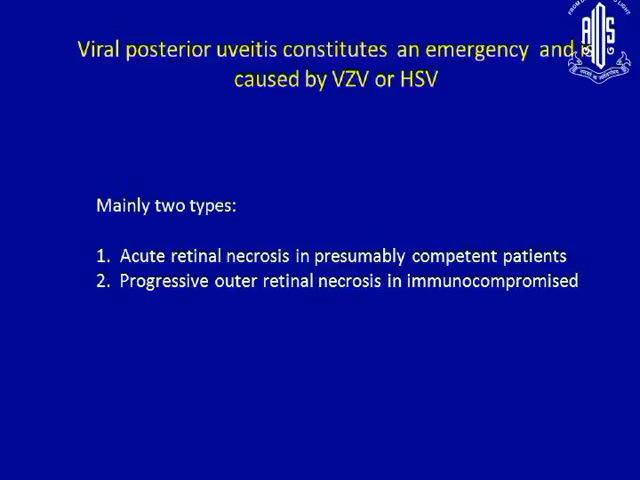 Viral posterior uveitis constitutes an emergency and is
caused by VZV or HSV
Mainly two types:
1. Acute retinal necrosis in presumably competent patients
2. Progressive outer retinal necrosis in immunocompromised